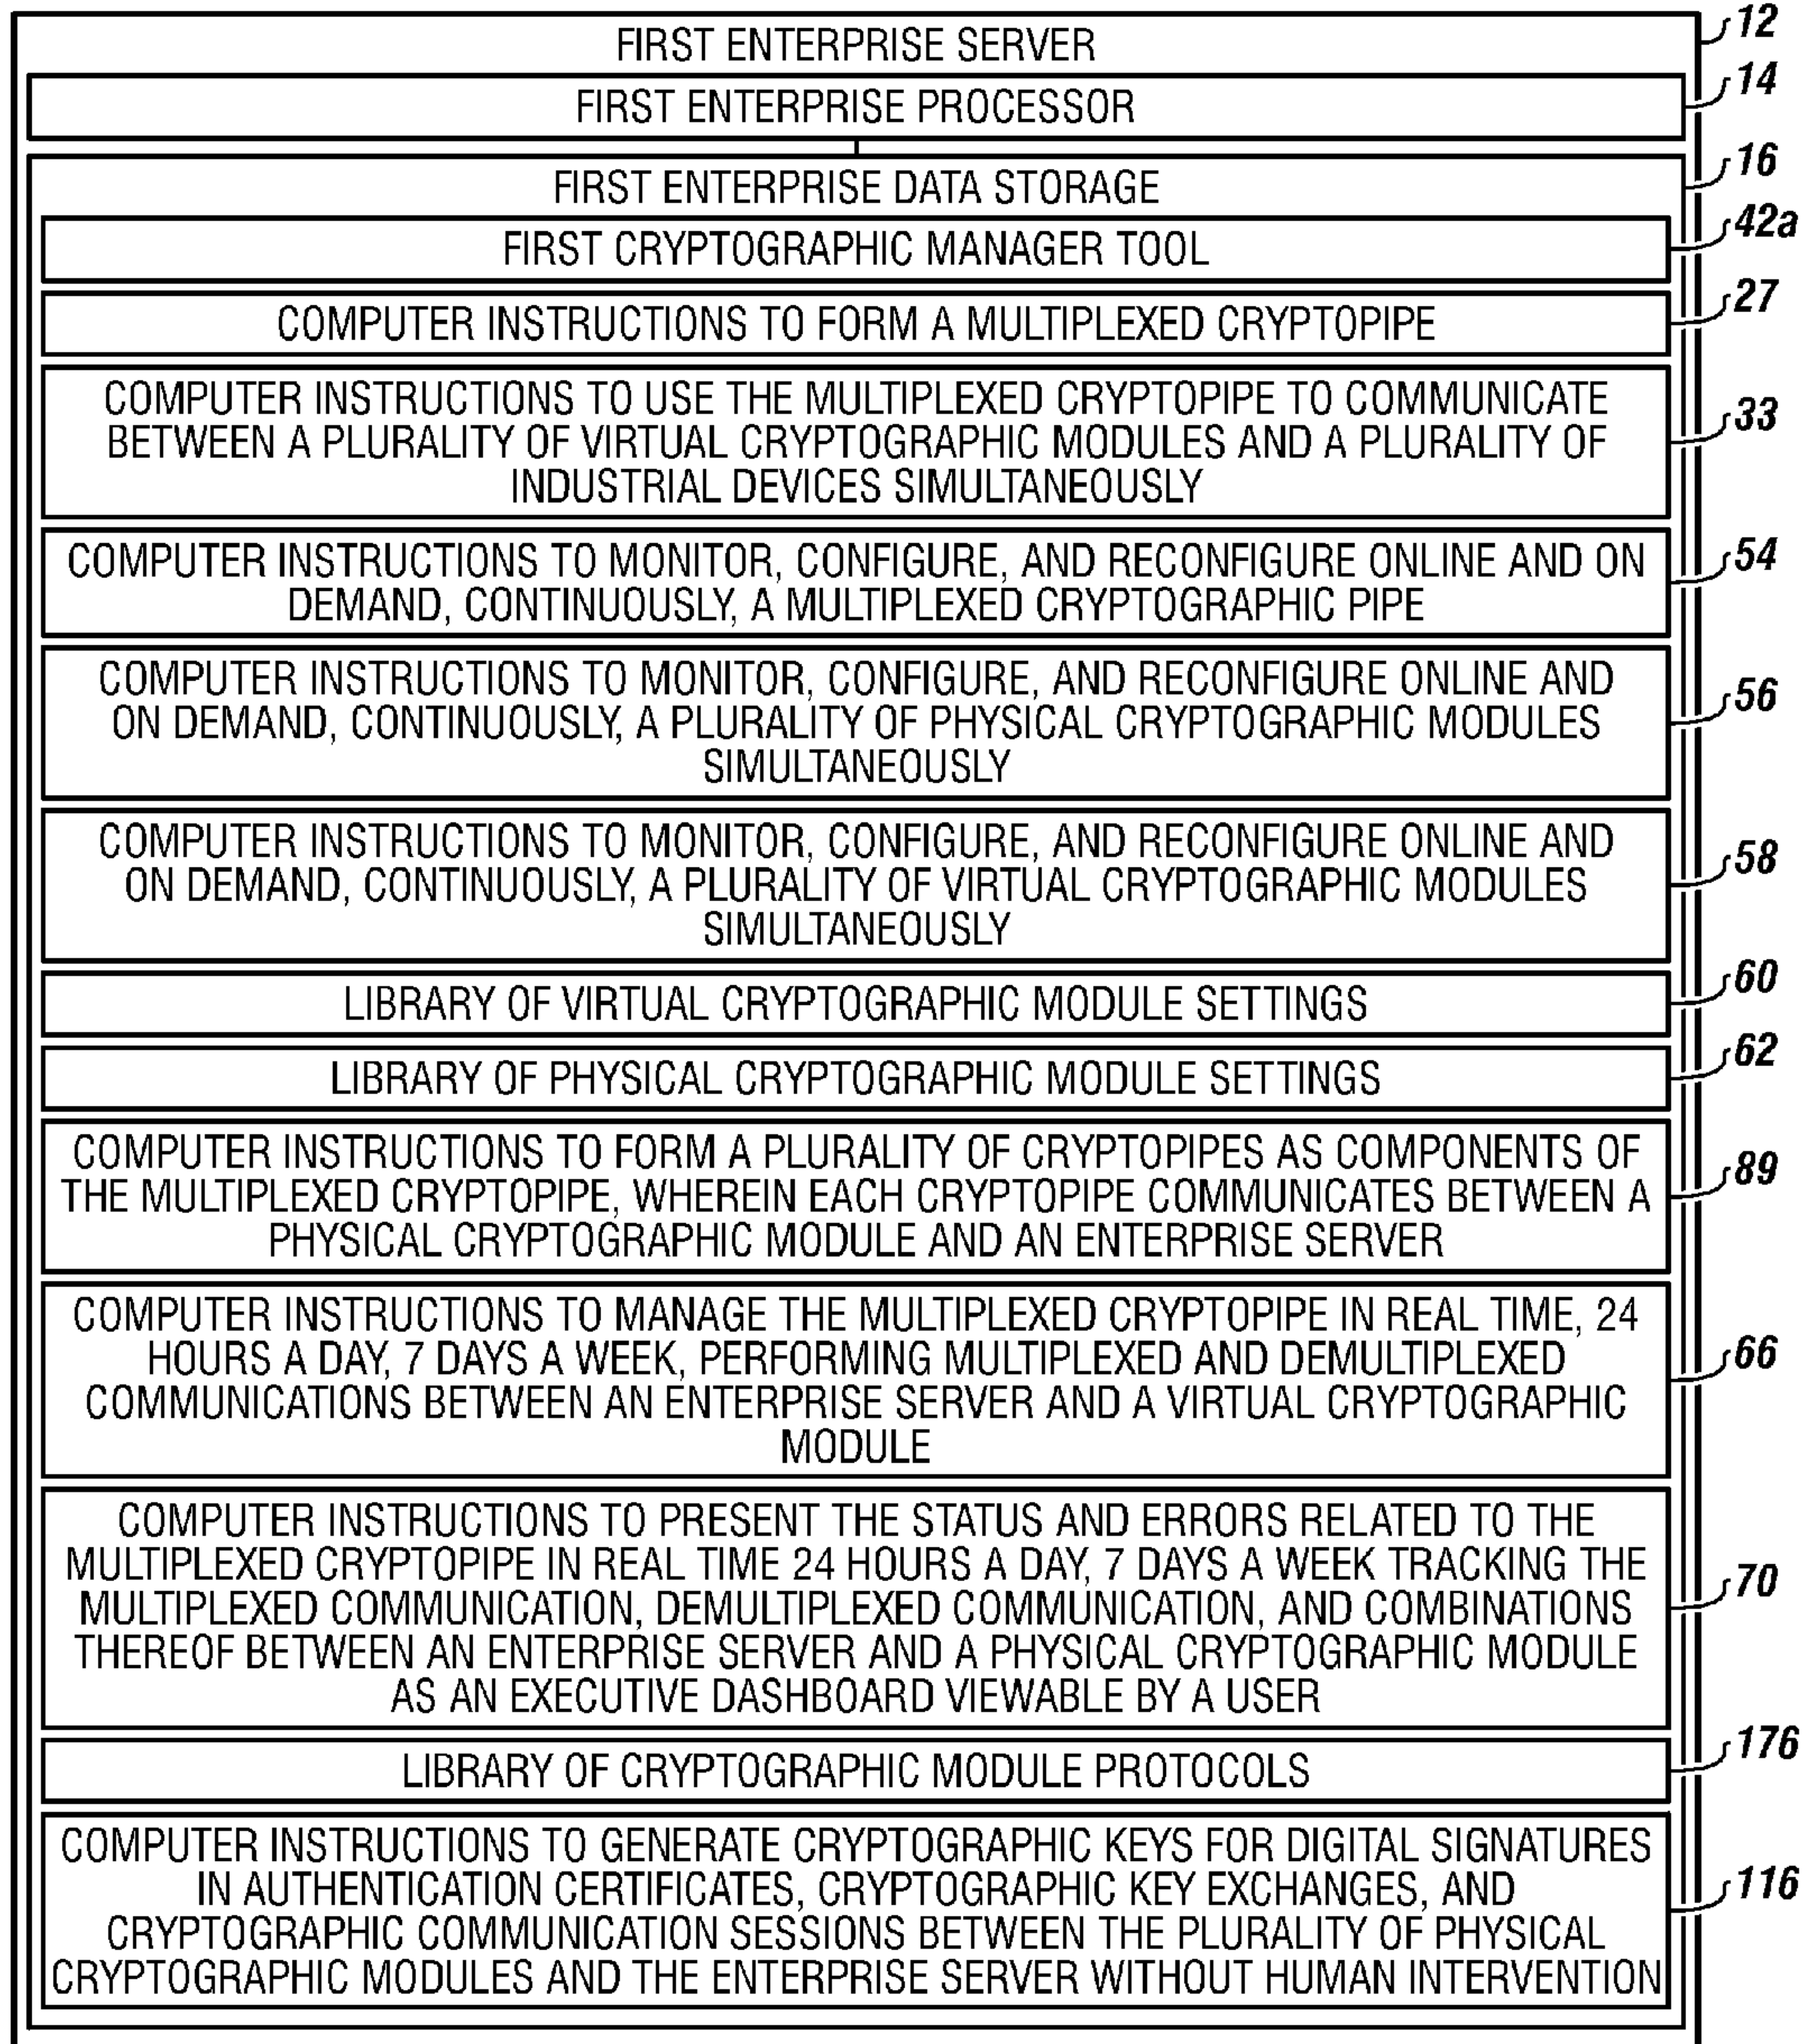 FIRST ENTERPRISE SERVER
12
FIRST ENTERPRISE PROCESSOR
14
FIRST ENTERPRISE DATA STORAGE
16
FIRST CRYPTOGRAPHIC MANAGER TOOL
42a
COMPUTER INSTRUCTIONS TO FORM A MULTIPLEXED CRYPTOPIPE
27
COMPUTER INSTRUCTIONS TO USE THE MULTIPLEXED CRYPTOPIPE TO COMMUNICATE
BETWEEN A PLURALITY OF VIRTUAL CRYPTOGRAPHIC MODULES AND A PLURALITY OF
INDUSTRIAL DEVICES SIMULTANEOUSLY
33
COMPUTER INSTRUCTIONS TO MONITOR, CONFIGURE, AND RECONFIGURE ONLINE AND ON
DEMAND, CONTINUOUSLY, A MULTIPLEXED CRYPTOGRAPHIC PIPE
54
COMPUTER INSTRUCTIONS TO MONITOR, CONFIGURE, AND RECONFIGURE ONLINE AND
ON DEMAND, CONTINUOUSLY, A PLURALITY OF PHYSICAL CRYPTOGRAPHIC MODULES
SIMULTANEOUSLY
56
COMPUTER INSTRUCTIONS TO MONITOR, CONFIGURE, AND RECONFIGURE ONLINE AND
ON DEMAND, CONTINUOUSLY, A PLURALITY OF VIRTUAL CRYPTOGRAPHIC MODULES
SIMULTANEOUSLY
58
LIBRARY OF VIRTUAL CRYPTOGRAPHIC MODULE SETTINGS
60
LIBRARY OF PHYSICAL CRYPTOGRAPHIC MODULE SETTINGS
62
COMPUTER INSTRUCTIONS TO FORM A PLURALITY OF CRYPTOPIPES AS COMPONENTS OF
THE MULTIPLEXED CRYPTOPIPE, WHEREIN EACH CRYPTOPIPE COMMUNICATES BETWEEN A
PHYSICAL CRYPTOGRAPHIC MODULE AND AN ENTERPRISE SERVER
89
COMPUTER INSTRUCTIONS TO MANAGE THE MULTIPLEXED CRYPTOPIPE IN REAL TIME, 24
HOURS A DAY, 7 DAYS A WEEK, PERFORMING MULTIPLEXED AND DEMULTIPLEXED
COMMUNICATIONS BETWEEN AN ENTERPRISE SERVER AND A VIRTUAL CRYPTOGRAPHIC
MODULE
66
COMPUTER INSTRUCTIONS TO PRESENT THE STATUS AND ERRORS RELATED TO THE
MULTIPLEXED CRYPTOPIPE IN REAL TIME 24 HOURS A DAY, 7 DAYS A WEEK TRACKING THE
MULTIPLEXED COMMUNICATION, DEMULTIPLEXED COMMUNICATION, AND COMBINATIONS
THEREOF BETWEEN AN ENTERPRISE SERVER AND A PHYSICAL CRYPTOGRAPHIC MODULE
AS AN EXECUTIVE DASHBOARD VIEWABLE BY A USER
70
LIBRARY OF CRYPTOGRAPHIC MODULE PROTOCOLS
176
COMPUTER INSTRUCTIONS TO GENERATE CRYPTOGRAPHIC KEYS FOR DIGITAL SIGNATURES
IN AUTHENTICATION CERTIFICATES, CRYPTOGRAPHIC KEY EXCHANGES, AND
CRYPTOGRAPHIC COMMUNICATION SESSIONS BETWEEN THE PLURALITY OF PHYSICAL
CRYPTOGRAPHIC MODULES AND THE ENTERPRISE SERVER WITHOUT HUMAN INTERVENTION
116